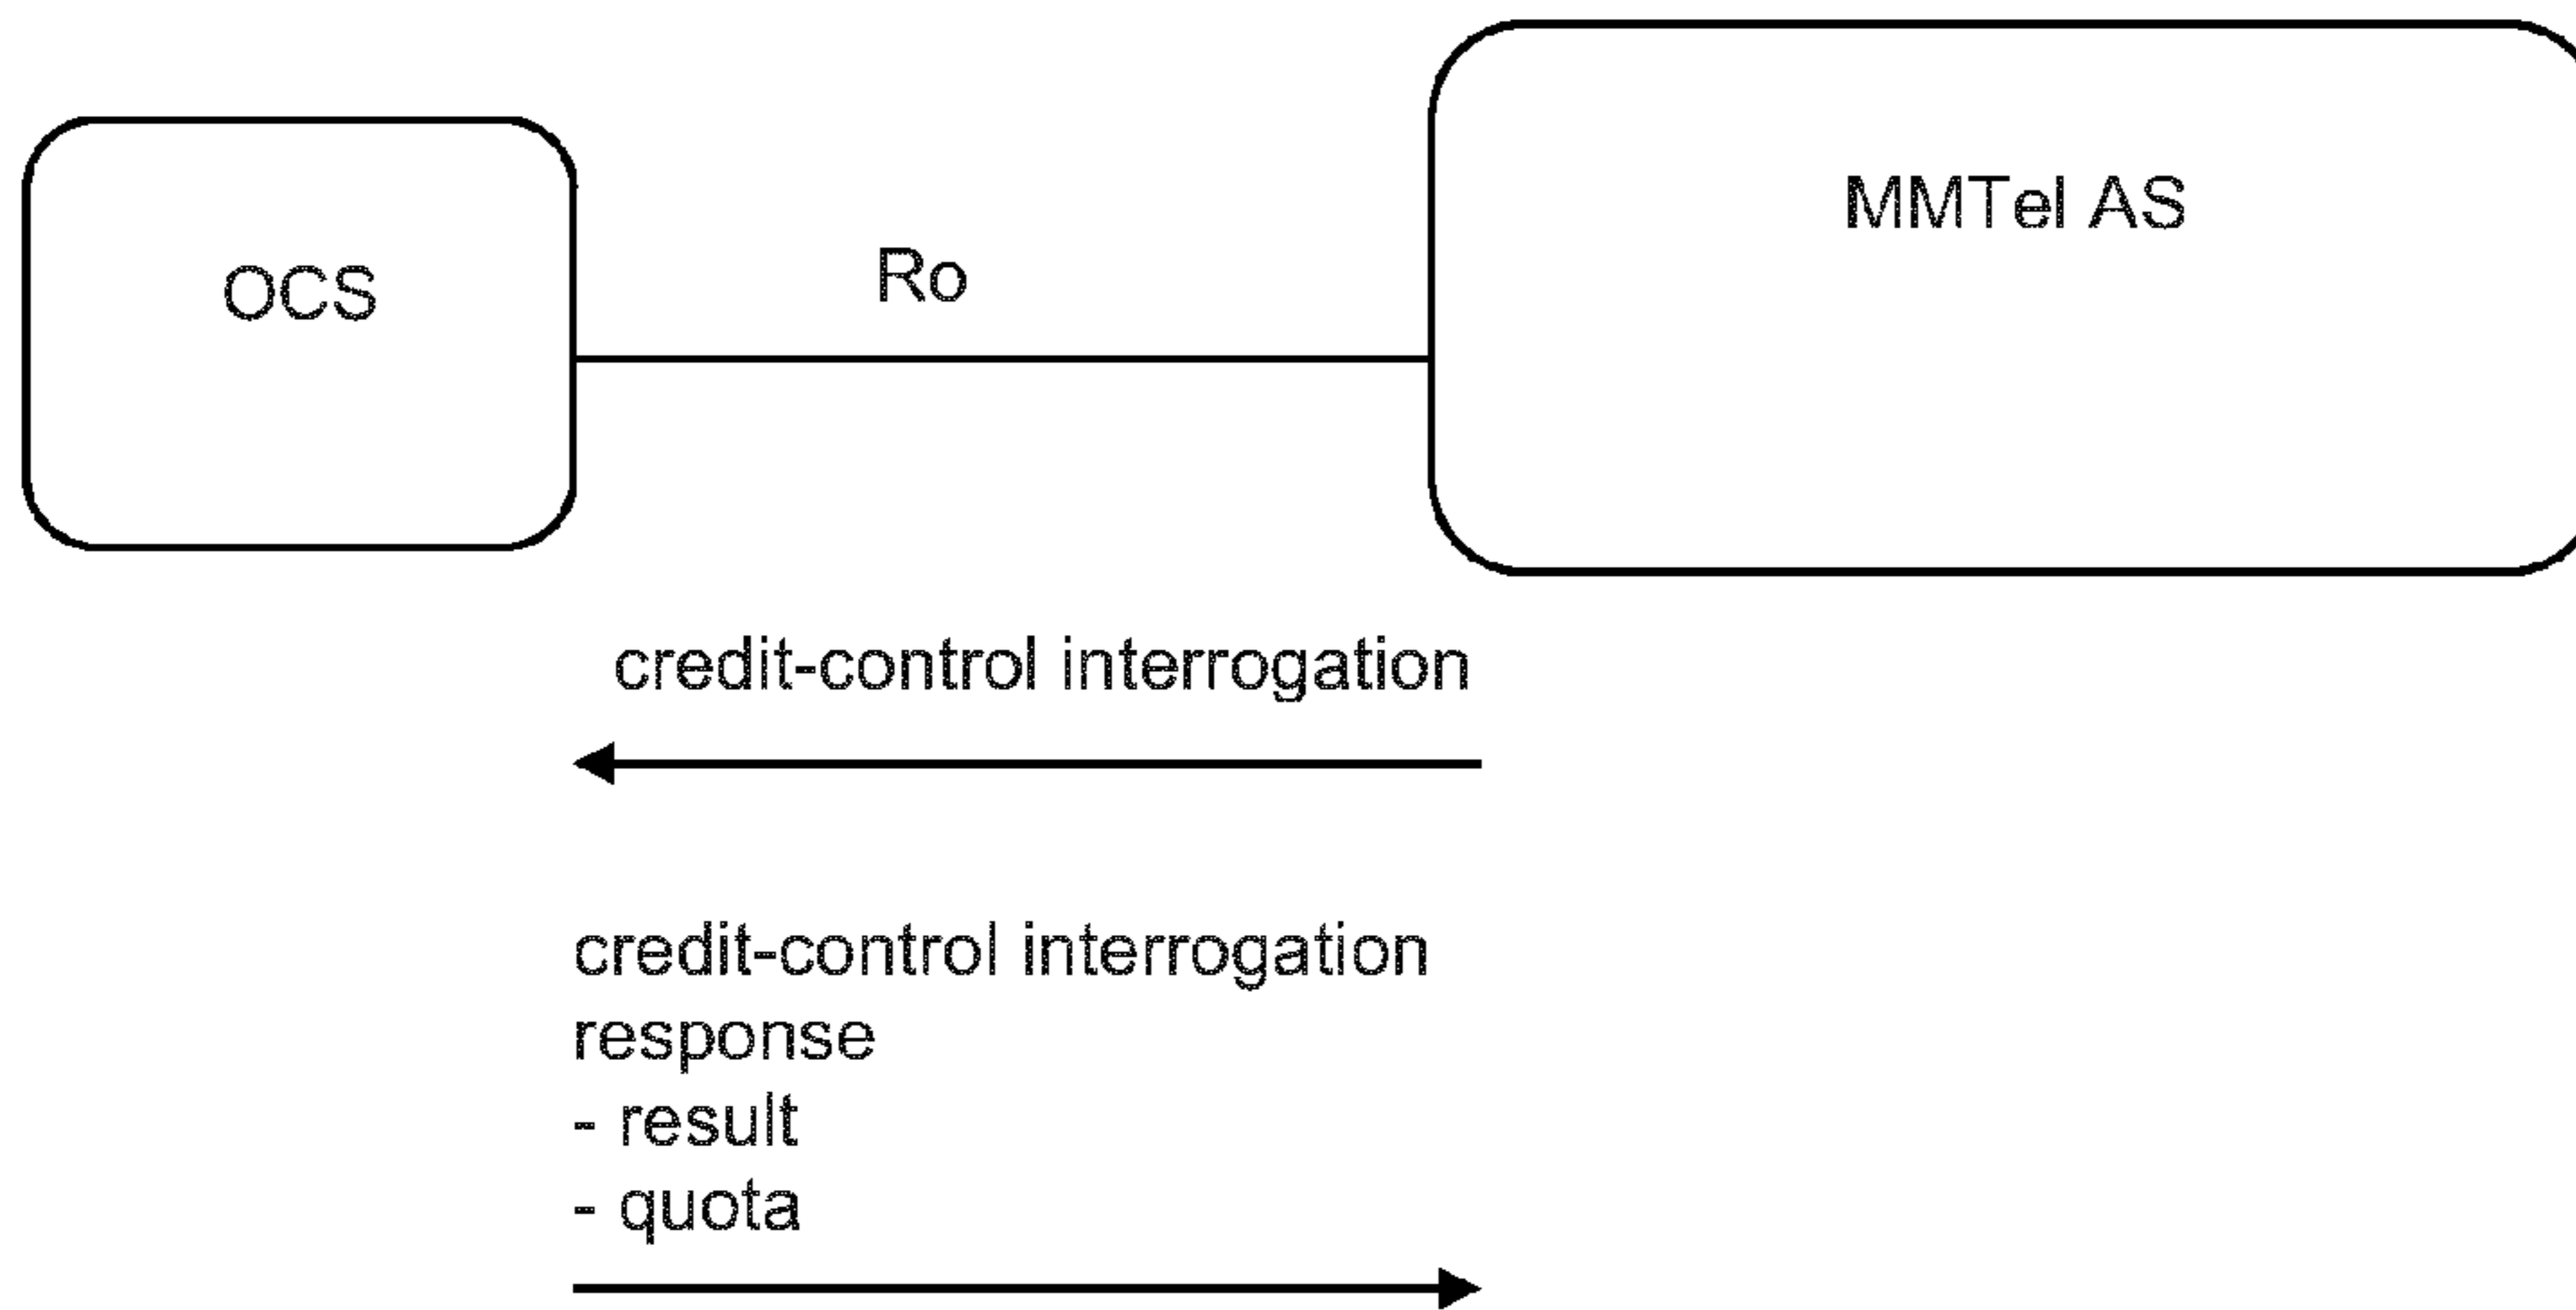 MMTel AS
OCS
Ro
credit-control interrogation
credit-control interrogation
response
- result
- quota